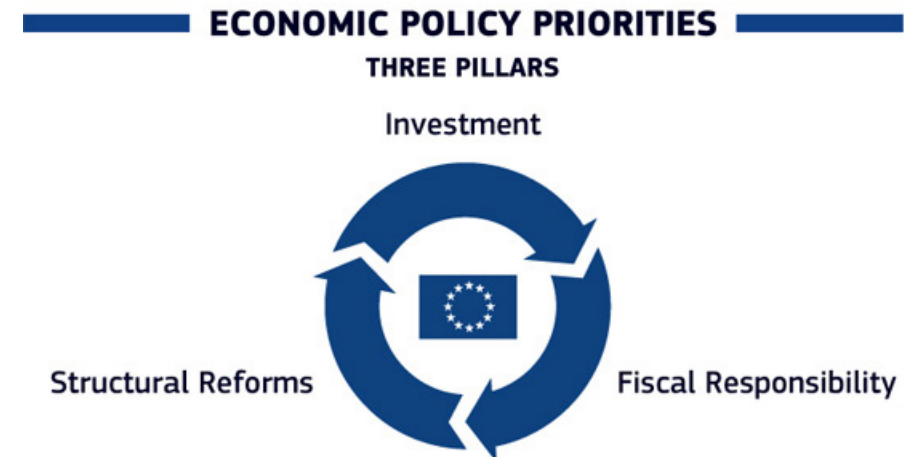 ECONOMIC POLICY PRIORITIES
THREE PILLARS
Investment
Structural Reforms
Fiscal Responsibility